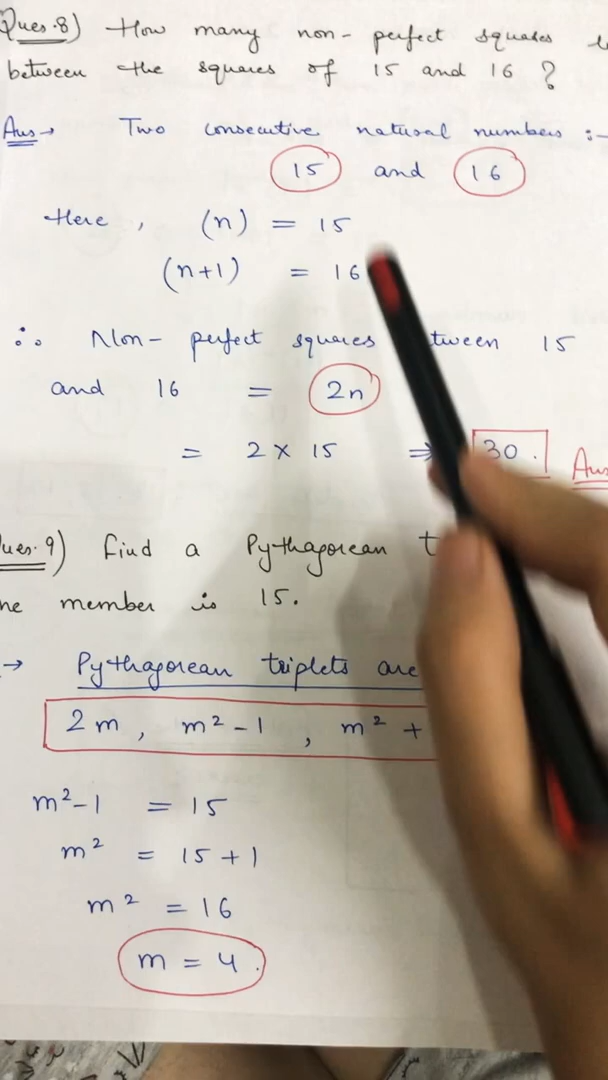 Ques.8) How many non-perfect squares
between the squares of 15 and 16 ?
Ans→ Two consecutive natural numbers :-
15 and 16
Here , (n) = 15
(n+1) = 16
∴ Non-perfect squares tween 15
and 16 = 2n
= 2 × 15 ⇒ 30.
Ans
ues.9) Find a Pythagorean t
ne member is 15.
→ Pythagorean triplets are
2m , m²-1 , m² +
m²-1 = 15
m² = 15+1
m² = 16
m = 4.